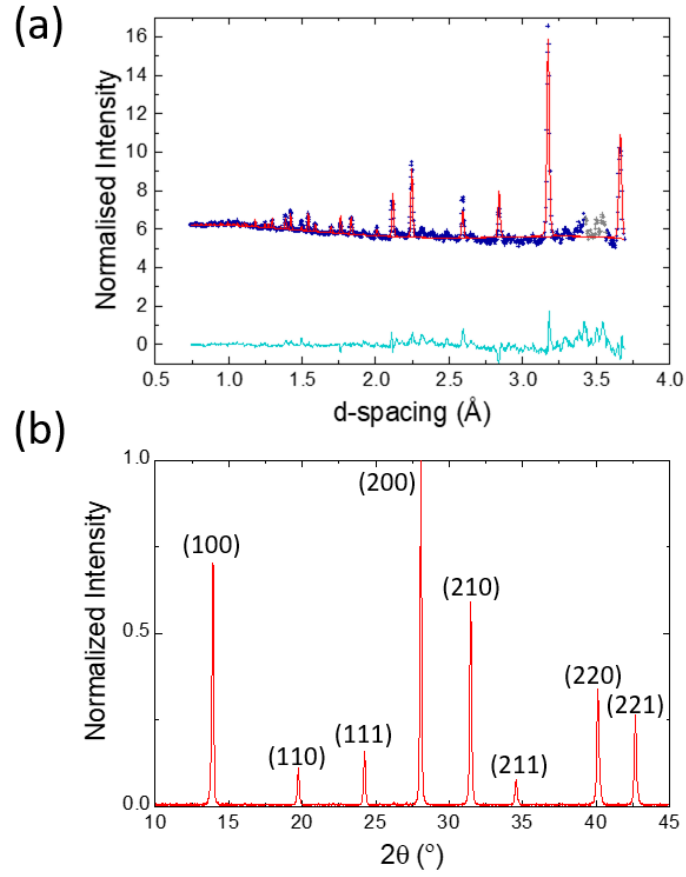 (a)
16
14
12
10
8
6
4
2
0
Normalised Intensity
0.5 1.0 1.5 2.0 2.5 3.0 3.5 4.0
d-spacing (Å)
(b)
1.0
0.5
0.0
Normalized Intensity
(100)
(110)
(111)
(200)
(210)
(211)
(220)
(221)
10 15 20 25 30 35 40 45
2θ (°)